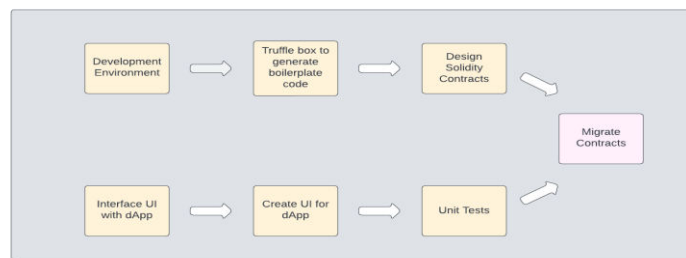 Development
Environment
Truffle box to
generate
boilerplate
code
Design
Solidity
Contracts
Migrate
Contracts
Interface UI
with dApp
Create UI for
dApp
Unit Tests